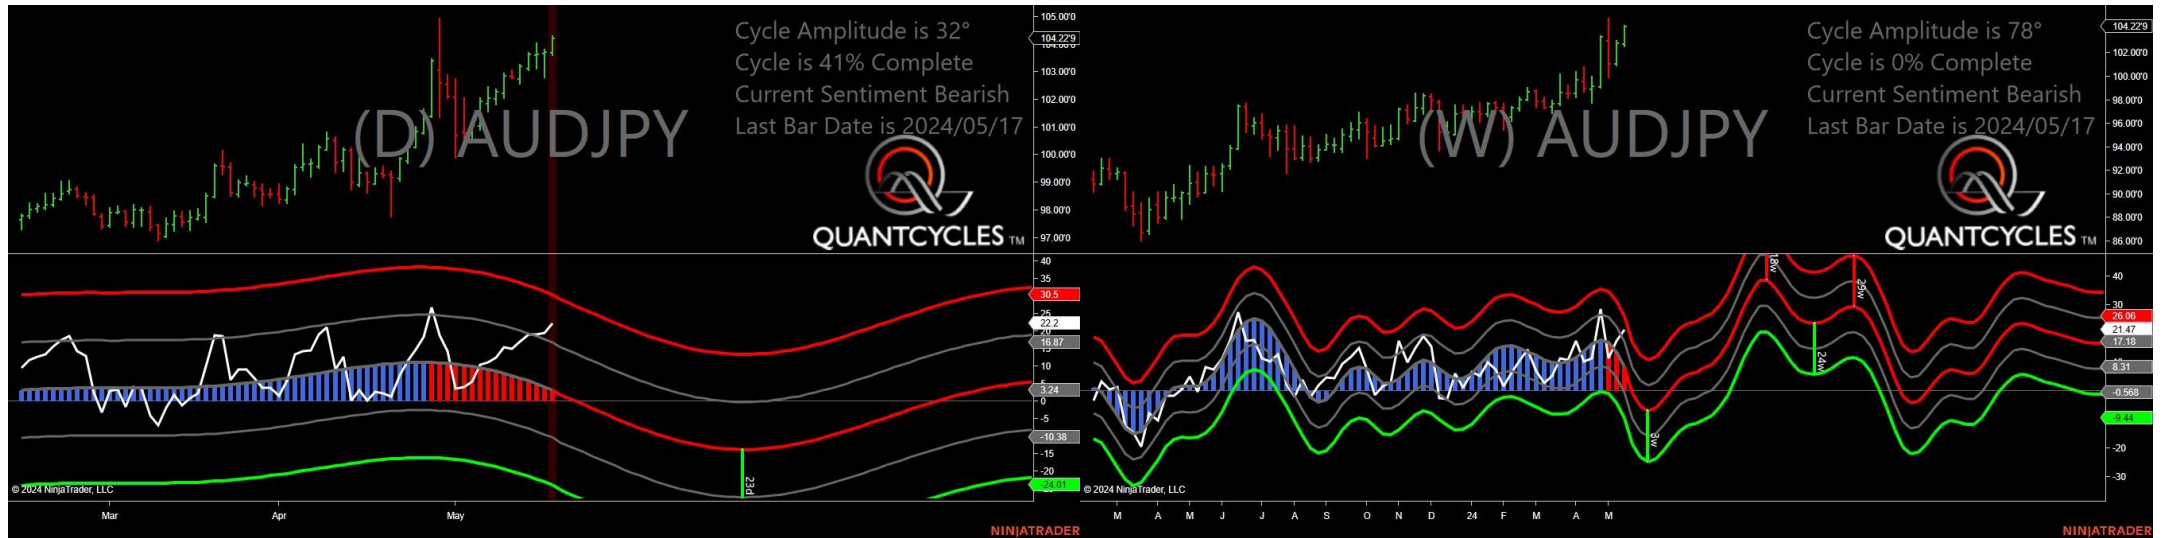 Cycle Amplitude is 32°
Cycle is 41% Complete
Current Sentiment Bearish
Last Bar Date is 2024/05/17
(D) AUDJPY
QUANTCYCLES TM
105.00'0
104.22'9
103.00'0
102.00'0
101.00'0
100.00'0
99.00'0
98.00'0
97.00'0
40
35
30.5
25
22.2
16.87
15
10
5
3.24
0
-5
-10.38
-15
-20
-24.01
23d
© 2024 NinjaTrader, LLC
Mar
Apr
May
NINJATRADER
Cycle Amplitude is 78°
Cycle is 0% Complete
Current Sentiment Bearish
Last Bar Date is 2024/05/17
(W) AUDJPY
QUANTCYCLES TM
104.22'9
102.00'0
100.00'0
98.00'0
96.00'0
94.00'0
92.00'0
90.00'0
88.00'0
86.00'0
18w
29w
24w
3w
40
30
26.06
21.47
17.18
8.31
-0.568
-9.44
-20
-30
© 2024 NinjaTrader, LLC
M A M J J A S O N D 24 F M A M
NINJATRADER